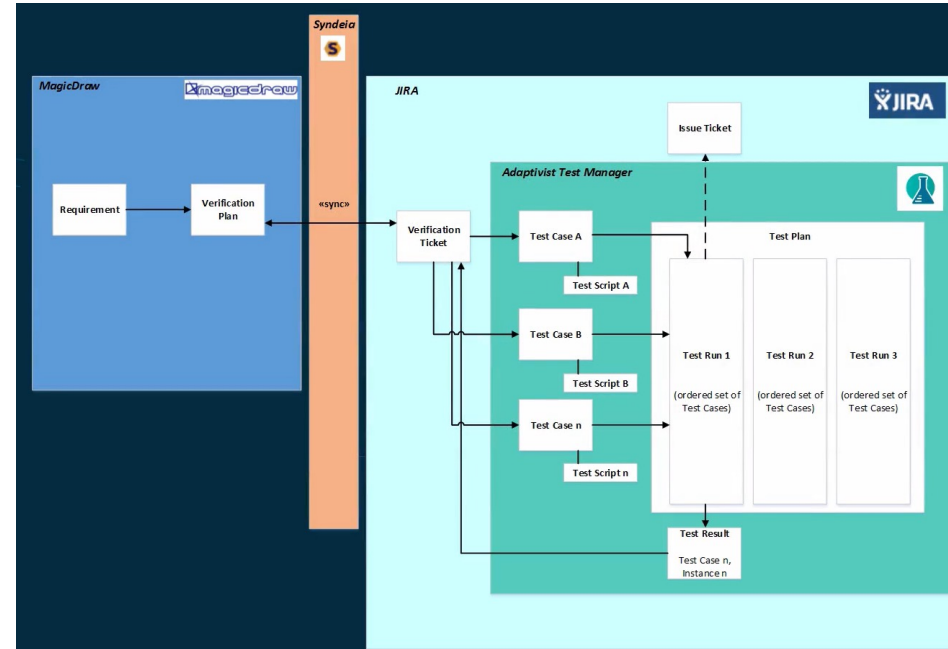 Syndeia
S
MagicDraw
magicdraw
JIRA
JIRA
Issue Ticket
Adaptivist Test Manager
Requirement
Verification
Plan
«sync»
Verification
Ticket
Test Case A
Test Script A
Test Case B
Test Script B
Test Case n
Test Script n
Test Plan
Test Run 1
(ordered set of
Test Cases)
Test Run 2
(ordered set of
Test Cases)
Test Run 3
(ordered set of
Test Cases)
Test Result
Test Case n,
Instance n